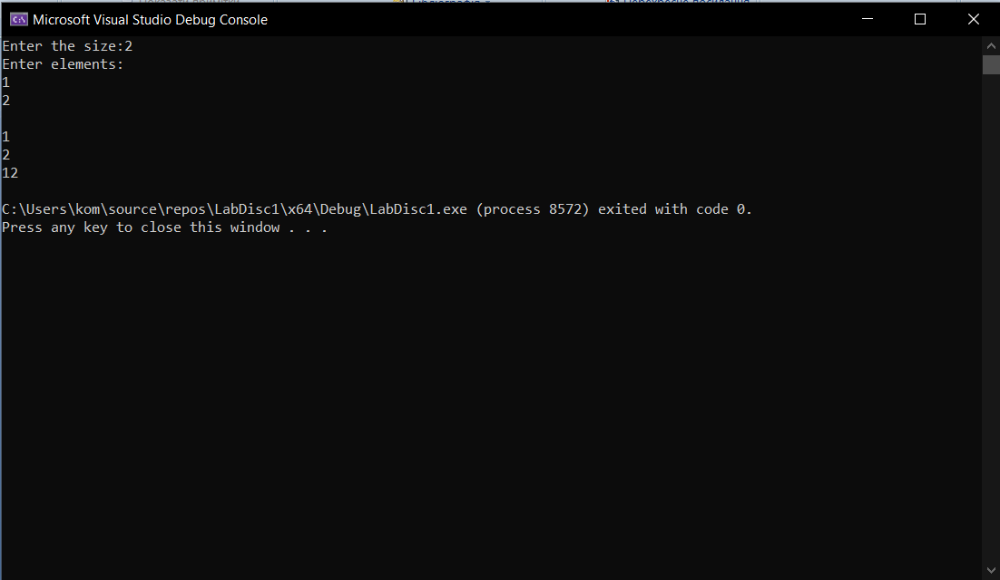 Microsoft Visual Studio Debug Console
Enter the size:2
Enter elements:
1
2
1
2
12
C:\Users\kom\source\repos\LabDisc1\x64\Debug\LabDisc1.exe (process 8572) exited with code 0.
Press any key to close this window . . .